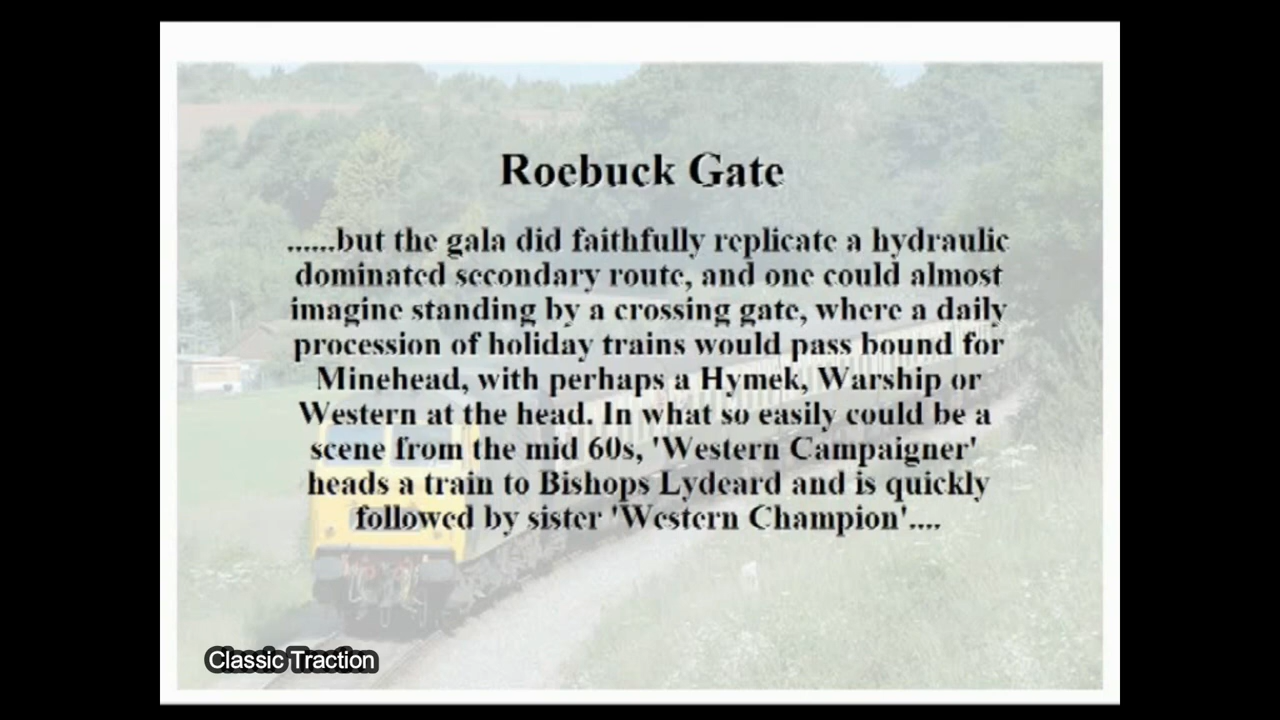 Roebuck Gate
......but the gala did faithfully replicate a hydraulic
dominated secondary route, and one could almost
imagine standing by a crossing gate, where a daily
procession of holiday trains would pass bound for
Minehead, with perhaps a Hymek, Warship or
Western at the head. In what so easily could be a
scene from the mid 60s, 'Western Campaigner'
heads a train to Bishops Lydeard and is quickly
followed by sister 'Western Champion'....
Classic Traction